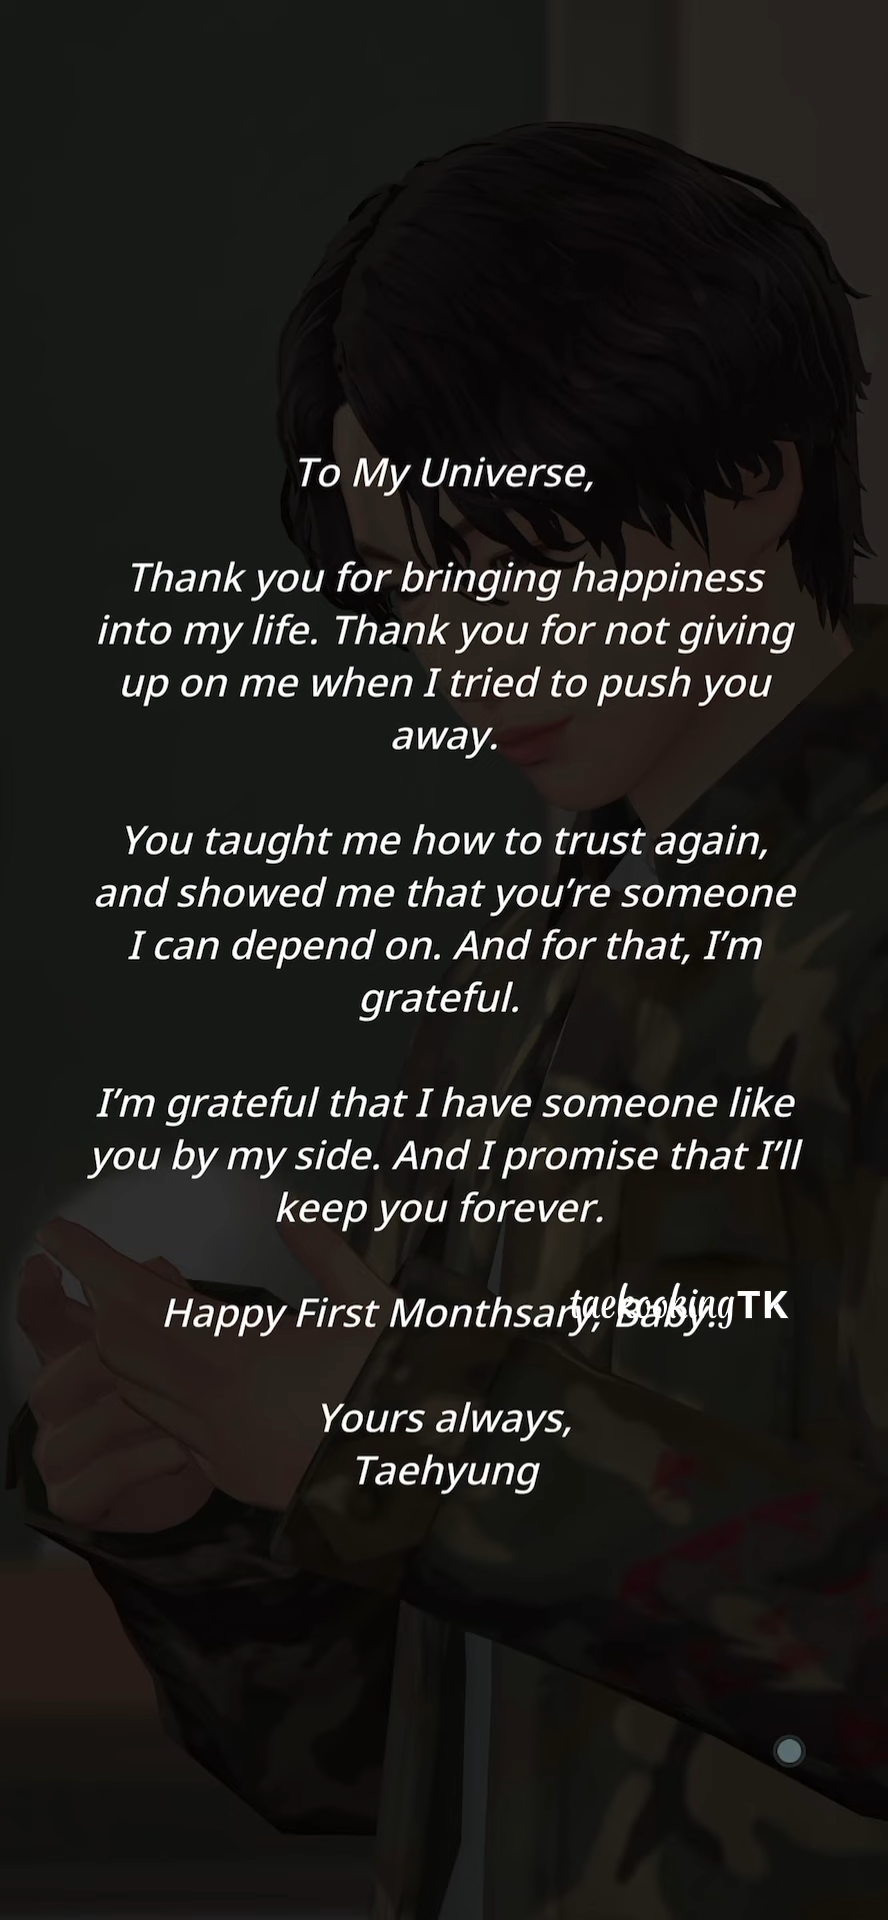 To My Universe,
Thank you for bringing happiness
into my life. Thank you for not giving
up on me when I tried to push you
away.
You taught me how to trust again,
and showed me that you’re someone
I can depend on. And for that, I’m
grateful.
I’m grateful that I have someone like
you by my side. And I promise that I’ll
keep you forever.
Happy First Monthsary, Baby!
taekookingTK
Yours always,
Taehyung